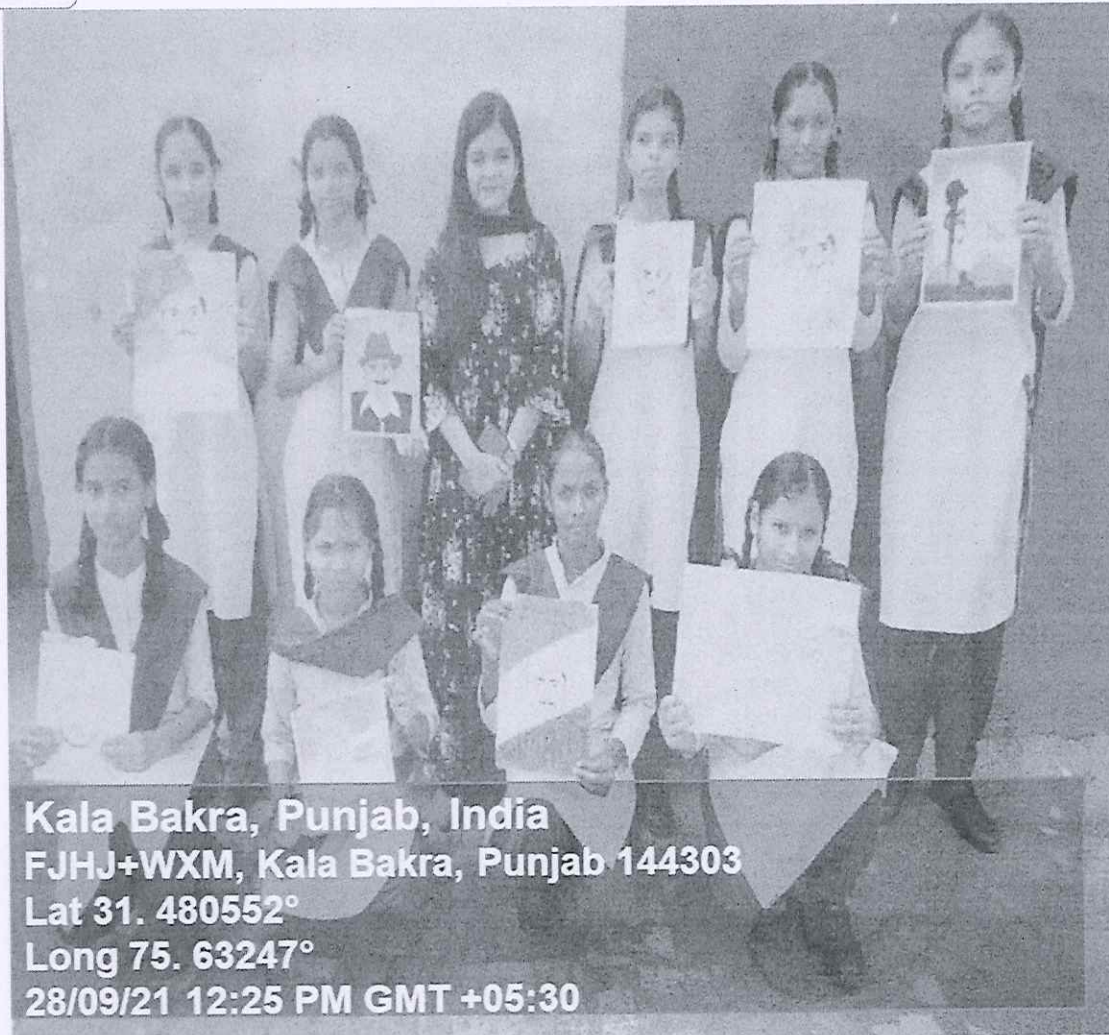 Kala Bakra, Punjab, India
FJHJ+WXM, Kala Bakra, Punjab 144303
Lat 31. 480552°
Long 75. 63247°
28/09/21 12:25 PM GMT +05:30